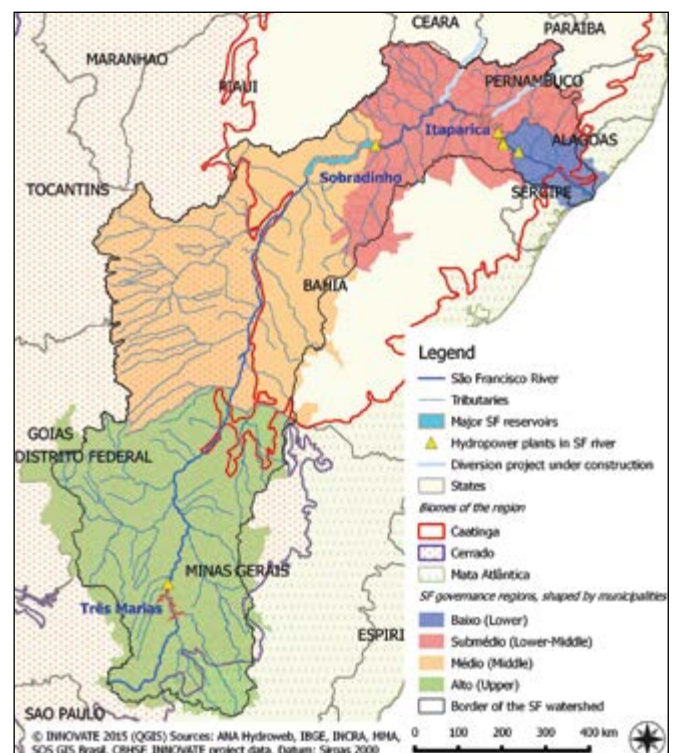 CEARA
PARAIBA
MARANHAO
RIAUI
PERNAMBUCO
Itaparica
ALAGOAS
TOCANTINS
Sobradinho
SERGIPE
BAHIA
Legend
São Francisco River
Tributaries
Major SF reservoirs
Hydropower plants in SF river
Diversion project under construction
States
Biomes of the region
Caatinga
Cerrado
Mata Atlântica
SF governance regions, shaped by municipalities
Baixo (Lower)
Submédio (Lower-Middle)
Médio (Middle)
Alto (Upper)
Border of the SF watershed
GOIAS
DISTRITO FEDERAL
MINAS GERAIS
Três Marias
ESPIRI
SAO PAULO
0 100 200 400 km
© INNOVATE 2015 (QGIS) Sources: ANA Hydroweb, IBGE, INCRA, MMA,
SOS GIS Brasil, CBHSF, INNOVATE project data. Datum: Sirgas 2000